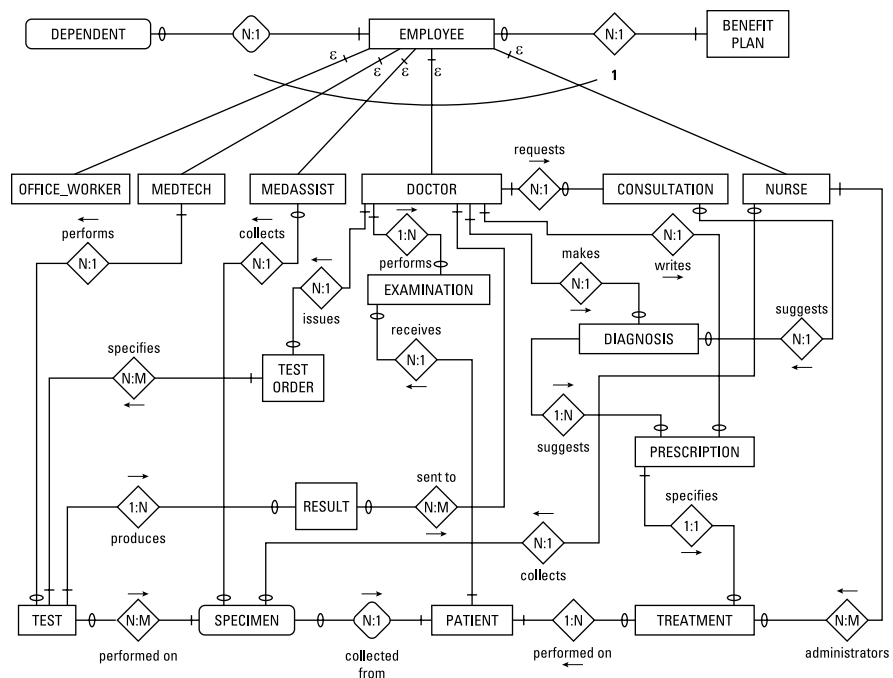 DEPENDENT
N:1
EMPLOYEE
N:1
BENEFIT
PLAN
ε
ε
ε
ε
ε
1
requests
OFFICE_WORKER
MEDTECH
MEDASSIST
DOCTOR
N:1
CONSULTATION
NURSE
performs
collects
1:N
N:1
N:1
N:1
performs
makes
writes
N:1
EXAMINATION
N:1
issues
suggests
receives
DIAGNOSIS
N:1
specifies
N:1
N:M
TEST
ORDER
1:N
suggests
PRESCRIPTION
sent to
specifies
1:N
RESULT
N:M
1:1
produces
N:1
collects
TEST
N:M
SPECIMEN
N:1
PATIENT
1:N
TREATMENT
N:M
performed on
collected
from
performed on
administrators